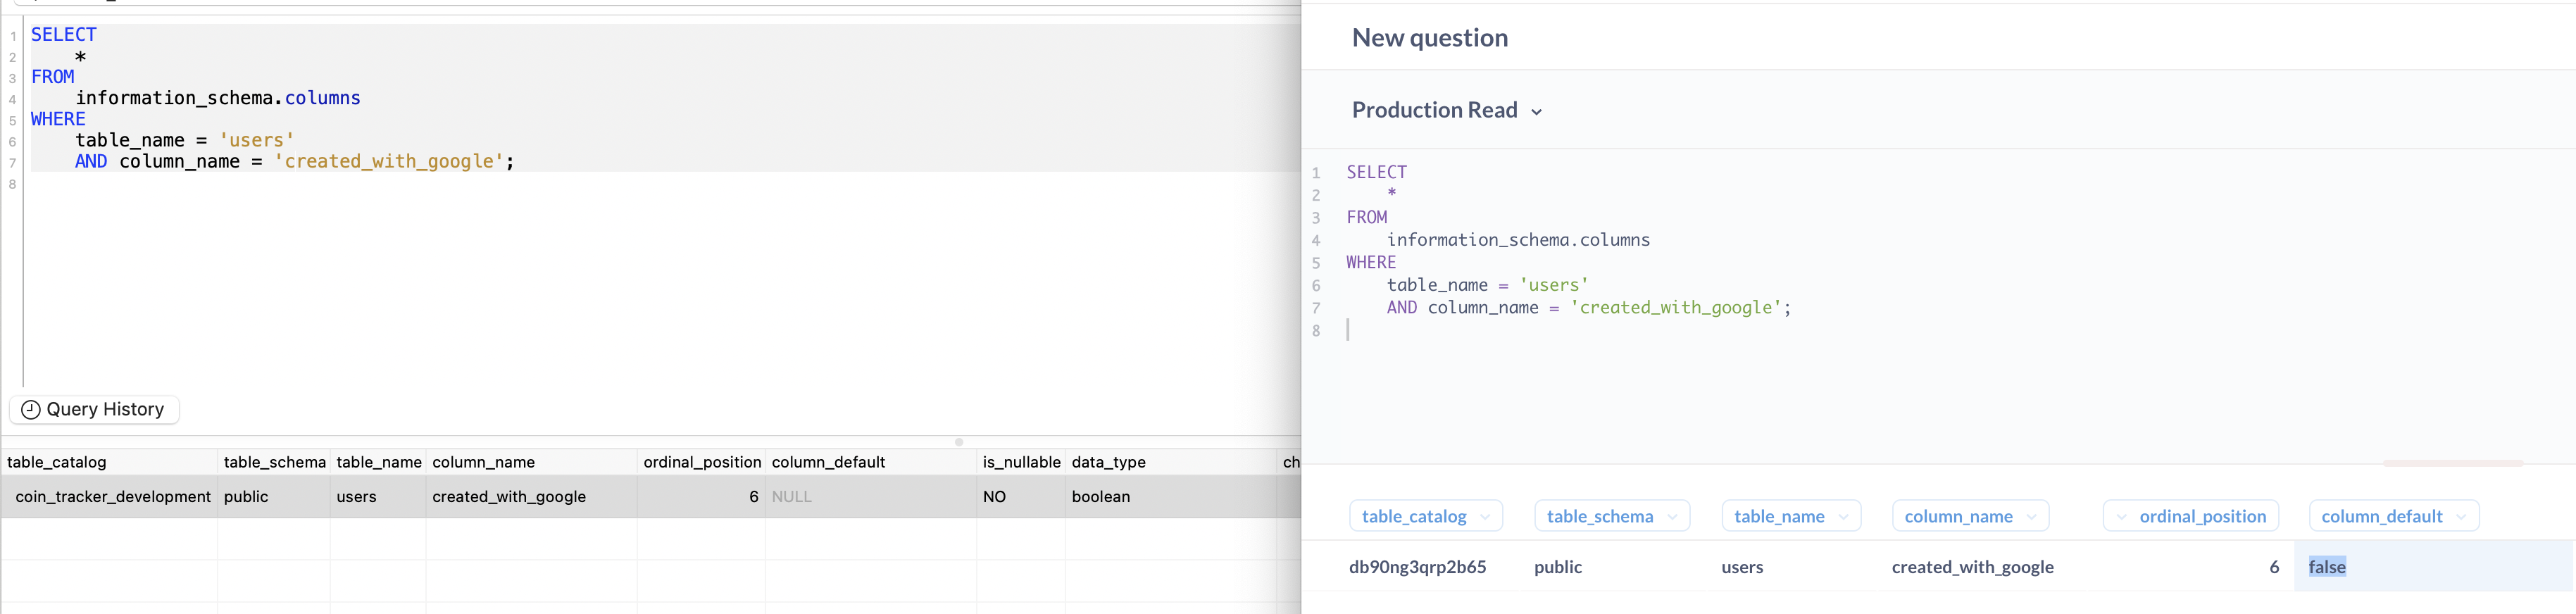 1 SELECT
2 *
3 FROM
4 information_schema.columns
5 WHERE
6 table_name = 'users'
7 AND column_name = 'created_with_google';
8
Query History
table_catalog table_schema table_name column_name ordinal_position column_default is_nullable data_type ch
coin_tracker_development public users created_with_google 6 NULL NO boolean
New question
Production Read
1 SELECT
2 *
3 FROM
4 information_schema.columns
5 WHERE
6 table_name = 'users'
7 AND column_name = 'created_with_google';
8
table_catalog table_schema table_name column_name ordinal_position column_default
db90ng3qrp2b65 public users created_with_google 6 false